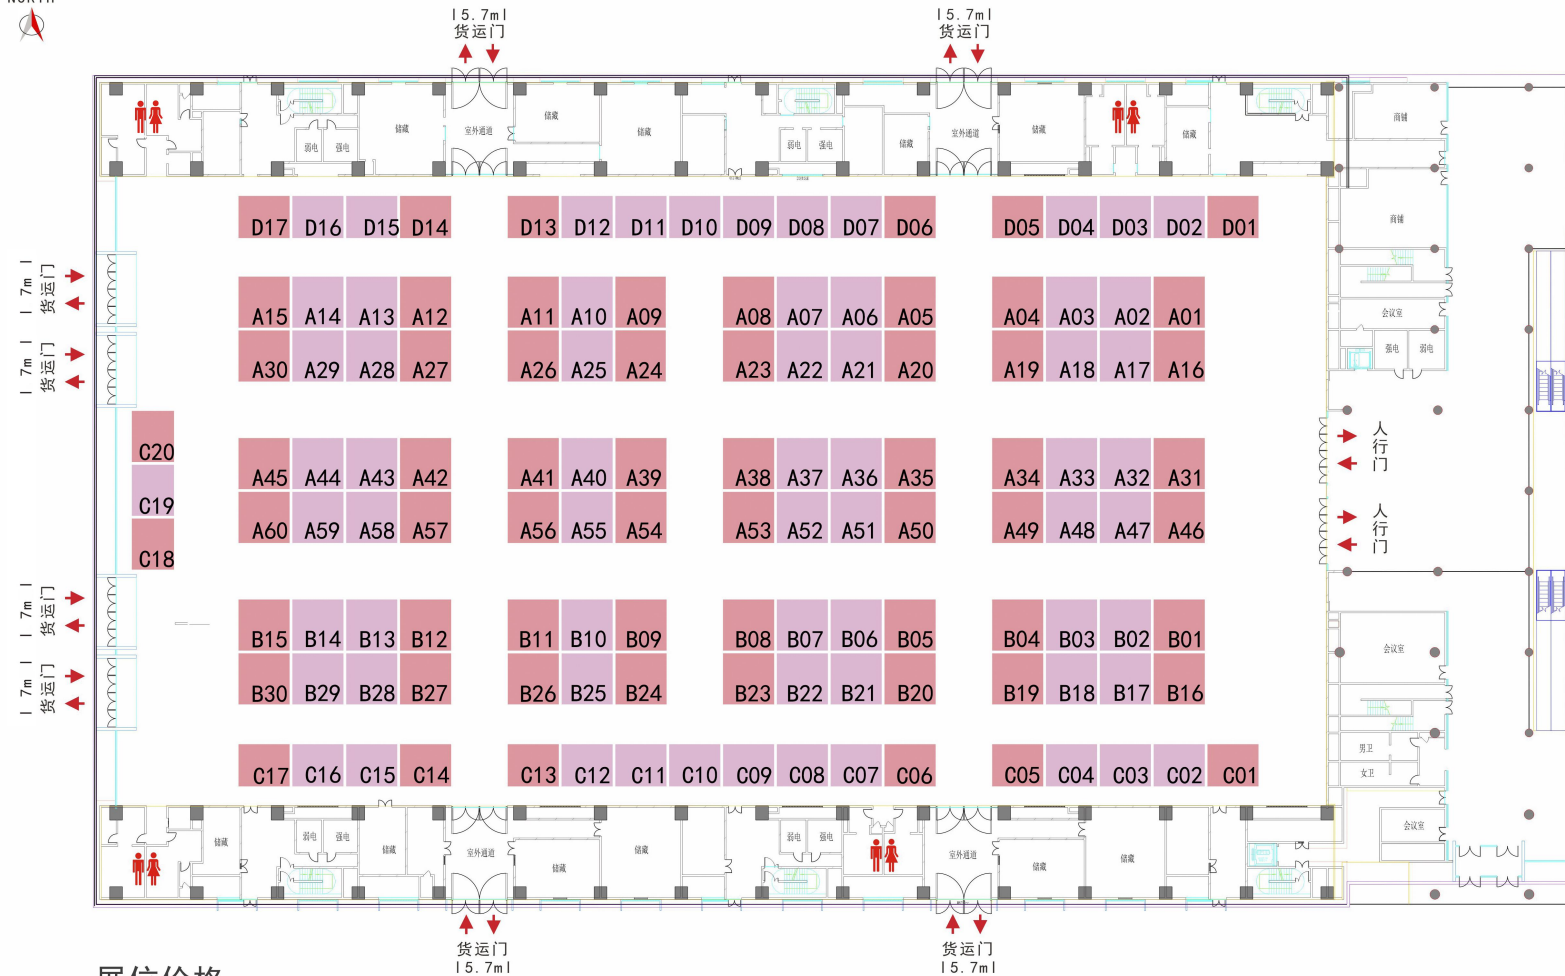 NORTH
15.7m 15.7m
货运门 货运门
商铺
储藏 室外通道 储藏 储藏 储藏 室外通道 储藏 储藏
弱电 强电 弱电 强电
商铺
D17 D16 D15 D14 D13 D12 D11 D10 D09 D08 D07 D06 D05 D04 D03 D02 D01
17m
货运门
A15 A14 A13 A12 A11 A10 A09 A08 A07 A06 A05 A04 A03 A02 A01
会议室
17m
货运门
A30 A29 A28 A27 A26 A25 A24 A23 A22 A21 A20 A19 A18 A17 A16
强电 弱电
人行门
C20
A45 A44 A43 A42 A41 A40 A39 A38 A37 A36 A35 A34 A33 A32 A31
C19
A60 A59 A58 A57 A56 A55 A54 A53 A52 A51 A50 A49 A48 A47 A46
人行门
C18
17m
货运门
B15 B14 B13 B12 B11 B10 B09 B08 B07 B06 B05 B04 B03 B02 B01
会议室
17m
货运门
B30 B29 B28 B27 B26 B25 B24 B23 B22 B21 B20 B19 B18 B17 B16
男卫
女卫
C17 C16 C15 C14 C13 C12 C11 C10 C09 C08 C07 C06 C05 C04 C03 C02 C01
会议室
储藏 弱电 强电 储藏 室外通道 储藏 储藏 弱电 强电 室外通道 储藏 储藏
货运门 货运门
15.7m 15.7m
展位价格